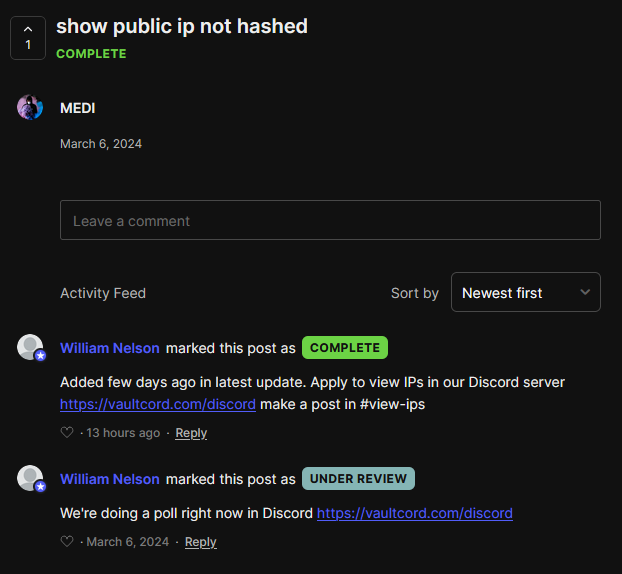 show public ip not hashed
1
COMPLETE
MEDI
March 6, 2024
Leave a comment
Activity Feed
Sort by
Newest first
William Nelson marked this post as COMPLETE
Added few days ago in latest update. Apply to view IPs in our Discord server
https://vaultcord.com/discord make a post in #view-ips
· 13 hours ago · Reply
William Nelson marked this post as UNDER REVIEW
We're doing a poll right now in Discord https://vaultcord.com/discord
· March 6, 2024 · Reply